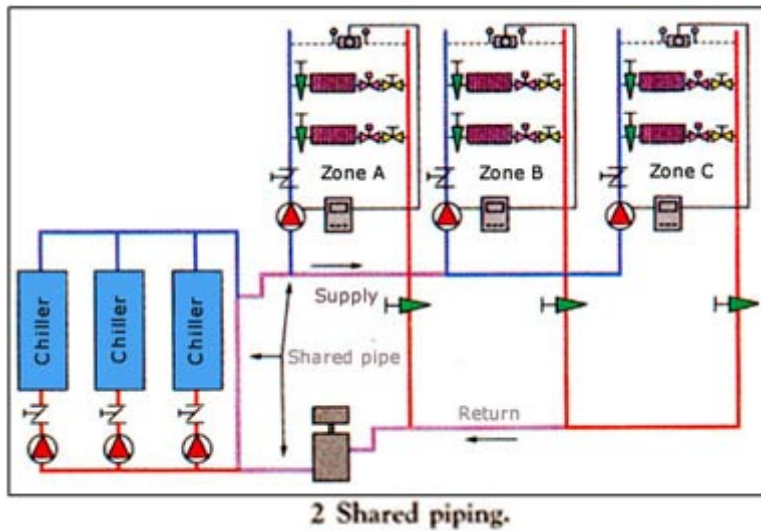 Zone A
Zone B
Zone C
Chiller
Chiller
Chiller
Supply
Shared pipe
Return
2 Shared piping.